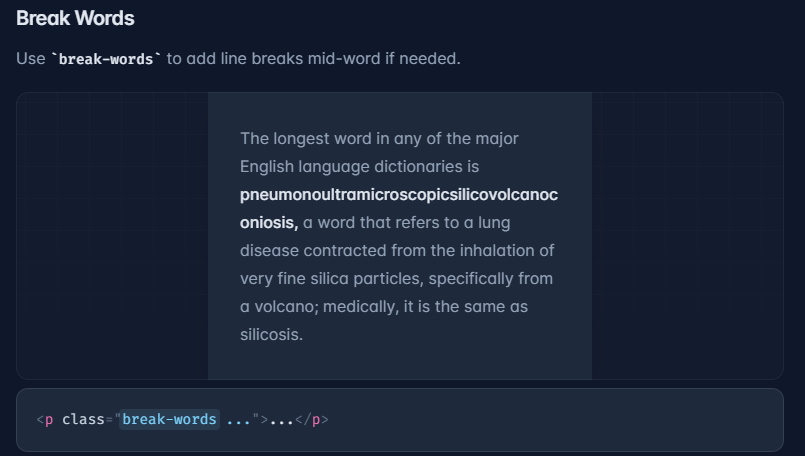 Break Words
Use `break-words` to add line breaks mid-word if needed.
The longest word in any of the major
English language dictionaries is
pneumonoultramicroscopicsilicovolcanoc
oniosis, a word that refers to a lung
disease contracted from the inhalation of
very fine silica particles, specifically from
a volcano; medically, it is the same as
silicosis.
<p class="break-words ...">...</p>